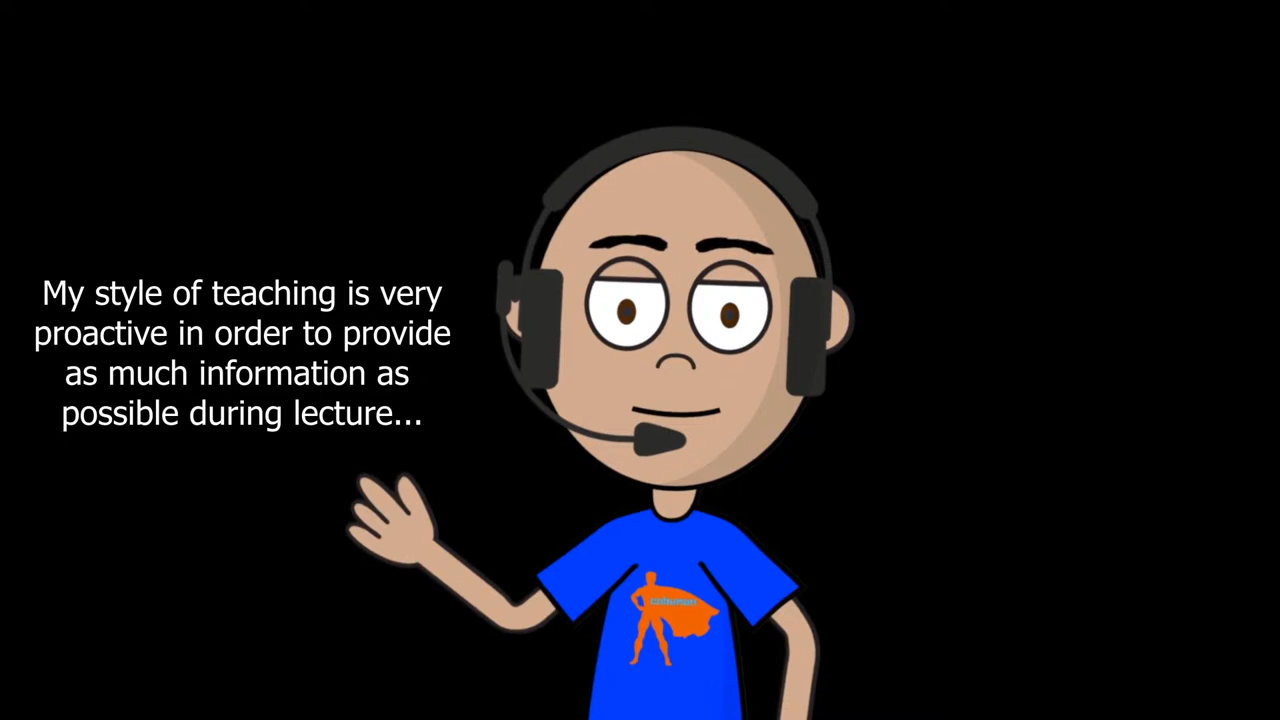 My style of teaching is very
proactive in order to provide
as much information as
possible during lecture...